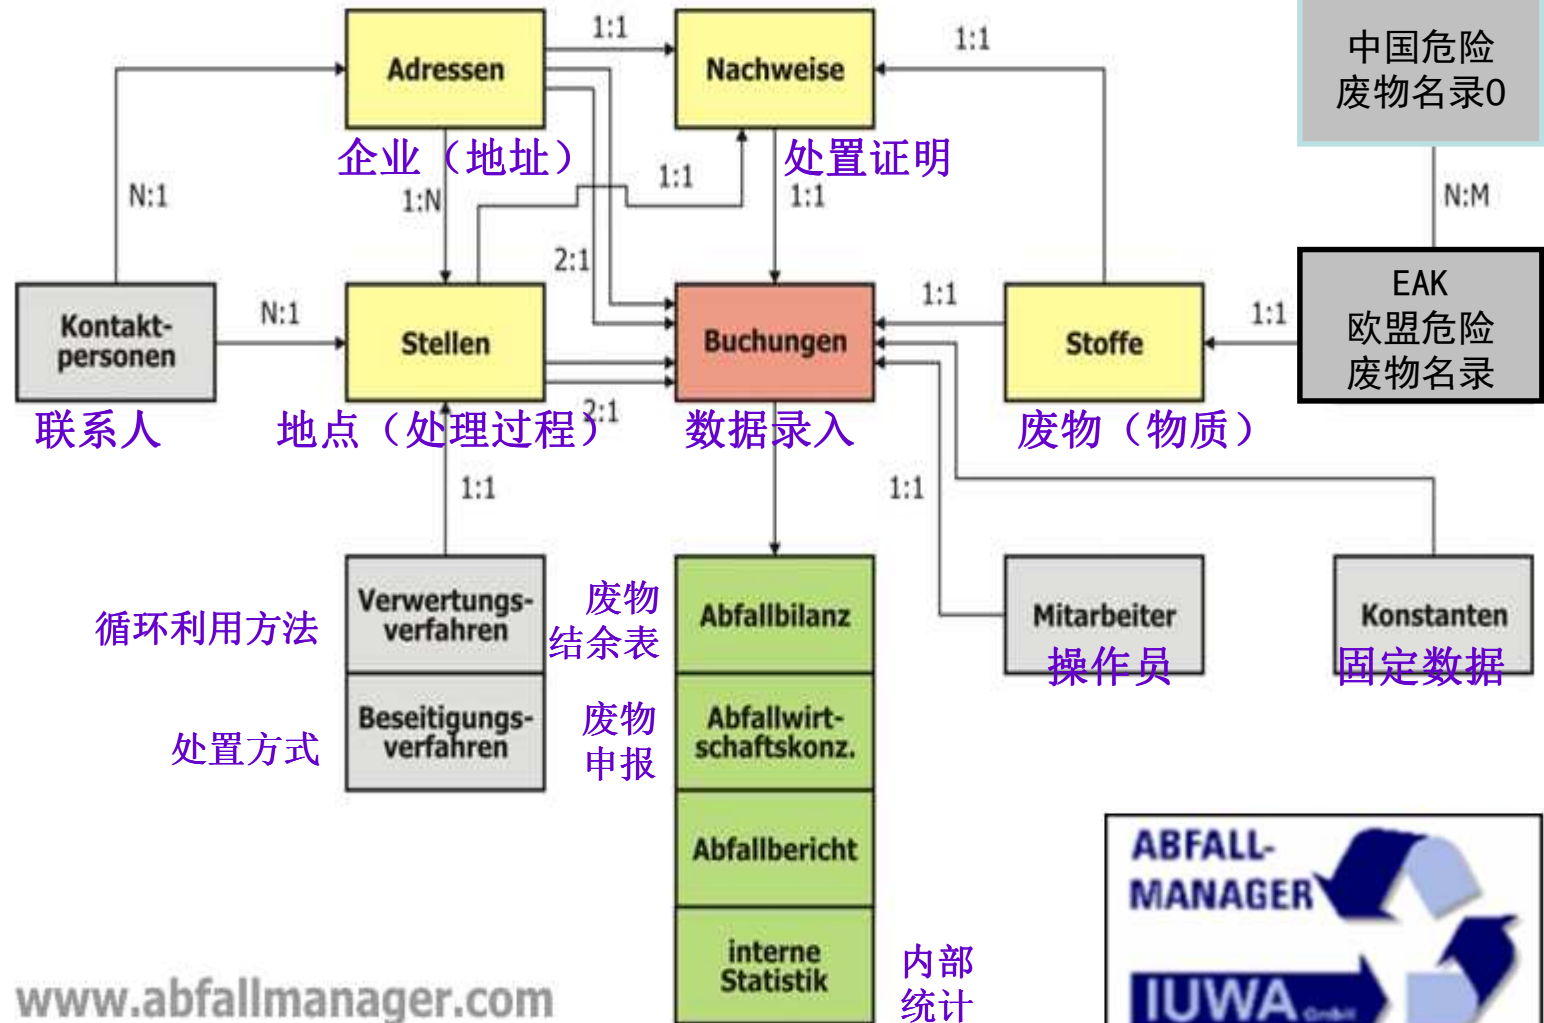 1:1
1:1
Adressen
Nachweise
中国危险
废物名录0
企业（地址）
处置证明
N:1
1:N
1:1
1:1
N:M
2:1
Kontakt-
personen
N:1
Stellen
Buchungen
1:1
Stoffe
1:1
EAK
欧盟危险
废物名录
联系人
地点（处理过程）
2:1
数据录入
废物（物质）
1:1
1:1
循环利用方法
Verwertungs-
verfahren
废物
结余表
Abfallbilanz
Mitarbeiter
操作员
Konstanten
固定数据
处置方式
Beseitigungs-
verfahren
废物
申报
Abfallwirt-
schaftskonz.
Abfallbericht
interne
Statistik
内部
统计
ABFALL-
MANAGER
IUWA GmbH
www.abfallmanager.com